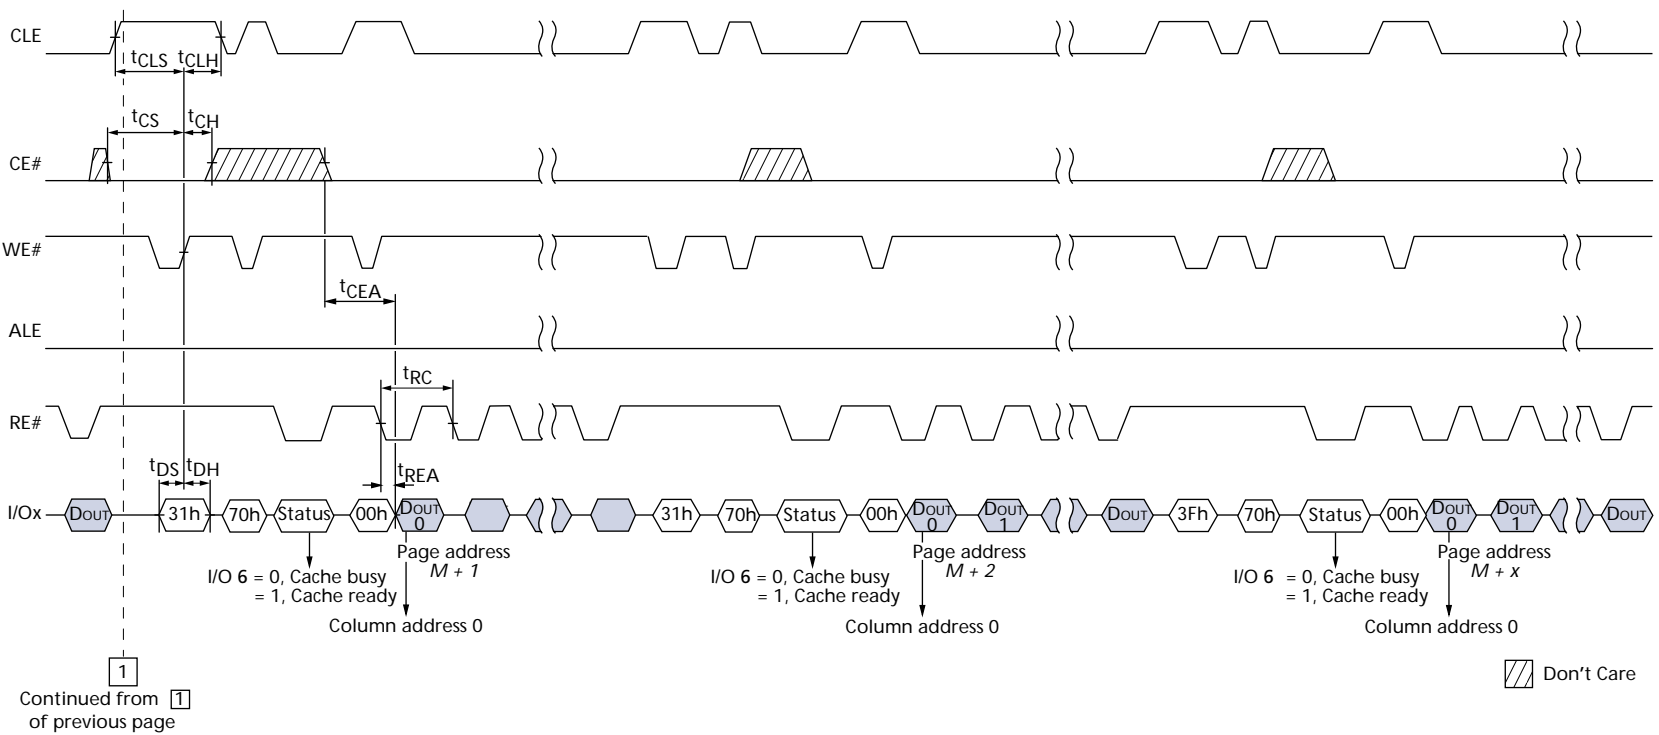 CLE
tCLS tCLH
tCS tCH
CE#
WE#
tCEA
ALE
tRC
RE#
tDS tDH
tREA
I/Ox
DOUT 31h 70h Status 00h DOUT 0 31h 70h Status 00h DOUT 0 DOUT 1 DOUT 3Fh 70h Status 00h DOUT 0 DOUT 1 DOUT
Page address
M + 1
I/O 6 = 0, Cache busy
= 1, Cache ready
Column address 0
Page address
M + 2
I/O 6 = 0, Cache busy
= 1, Cache ready
Column address 0
Page address
M + x
I/O 6 = 0, Cache busy
= 1, Cache ready
Column address 0
1
Continued from 1
of previous page
Don't Care